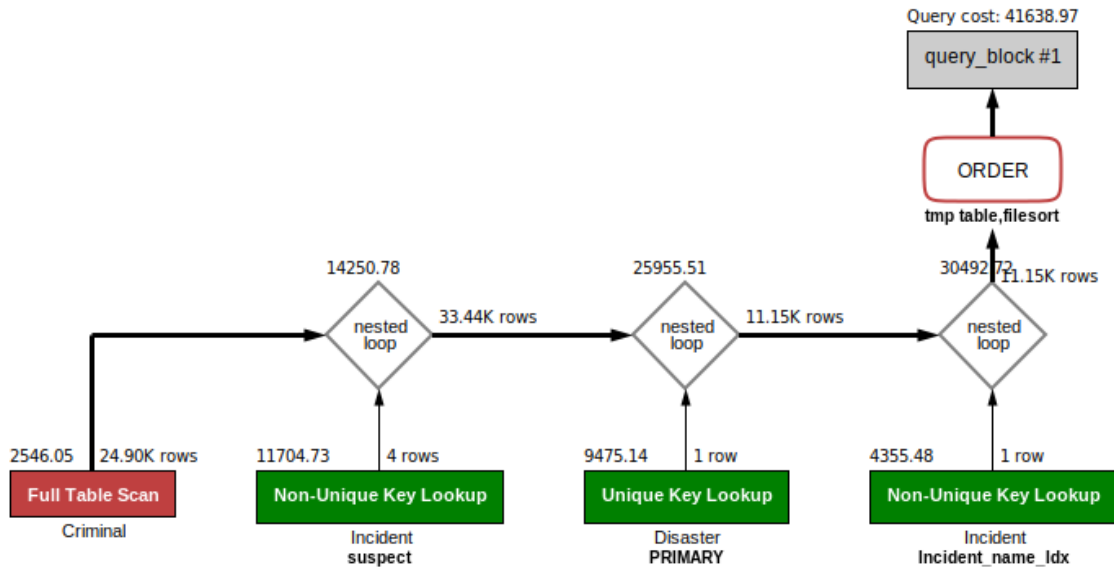 Query cost: 41638.97
query_block #1
ORDER
tmp table,filesort
14250.78
25955.51
30492.72
11.15K rows
nested
loop
33.44K rows
nested
loop
11.15K rows
nested
loop
2546.05
24.90K rows
11704.73
4 rows
9475.14
1 row
4355.48
1 row
Full Table Scan
Non-Unique Key Lookup
Unique Key Lookup
Non-Unique Key Lookup
Criminal
Incident
suspect
Disaster
PRIMARY
Incident
Incident_name_Idx